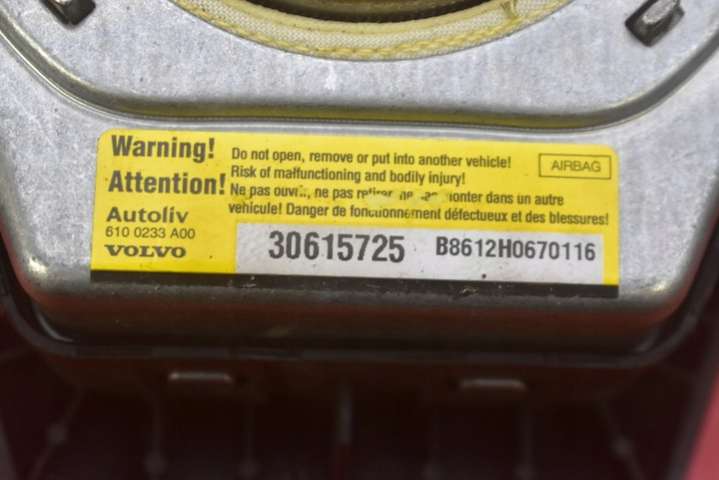 Warning!
Attention!
Do not open, remove or put into another vehicle!
Risk of malfunctioning and bodily injury!
Ne pas ouvrir, ne pas retirer, ne pas monter dans un autre
vehicule! Danger de fonctionnement défectueux et des blessures!
AIRBAG
Autoliv
610 0233 A00
VOLVO
30615725
B8612H0670116